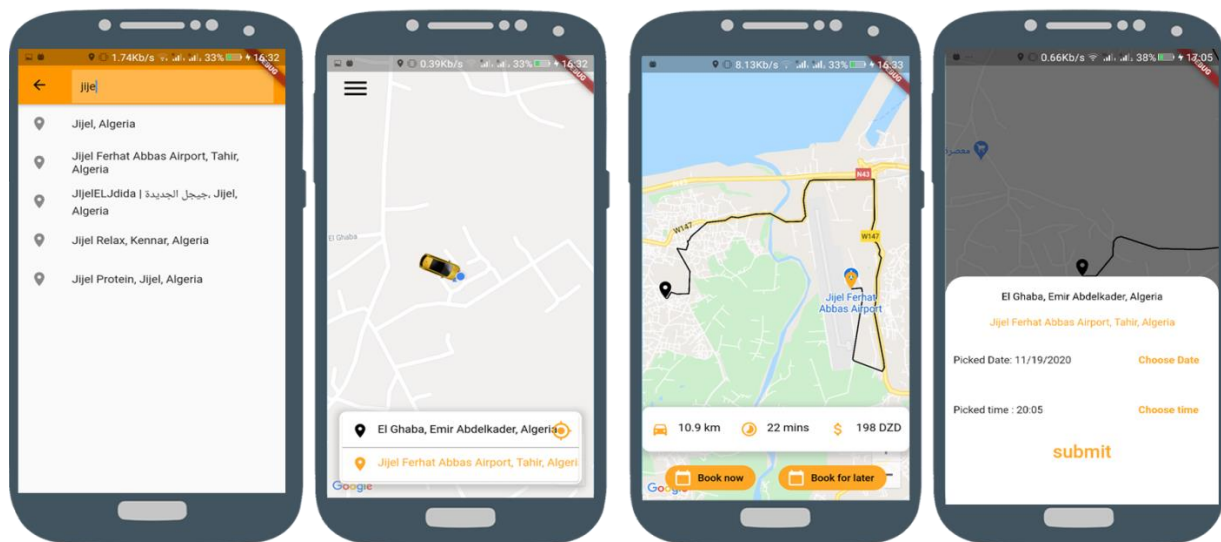 1.74Kb/s 33% 16:32
jije
Jijel, Algeria
Jijel Ferhat Abbas Airport, Tahir,
Algeria
JIjelELJdida | جيجل الجديدة, Jijel,
Algeria
Jijel Relax, Kennar, Algeria
Jijel Protein, Jijel, Algeria
0.39Kb/s 33% 16:32
El Ghaba
El Ghaba, Emir Abdelkader, Algeria
Jijel Ferhat Abbas Airport, Tahir, Algeri
Google
8.13Kb/s 33% 16:33
N43
N43
W147
W147
Jijel Ferhat
Abbas Airport
10.9 km 22 mins $ 198 DZD
Book now Book for later
Goo
0.66Kb/s 38% 17:05
معصرة
El Ghaba, Emir Abdelkader, Algeria
Jijel Ferhat Abbas Airport, Tahir, Algeria
Picked Date: 11/19/2020 Choose Date
Picked time : 20:05 Choose time
submit